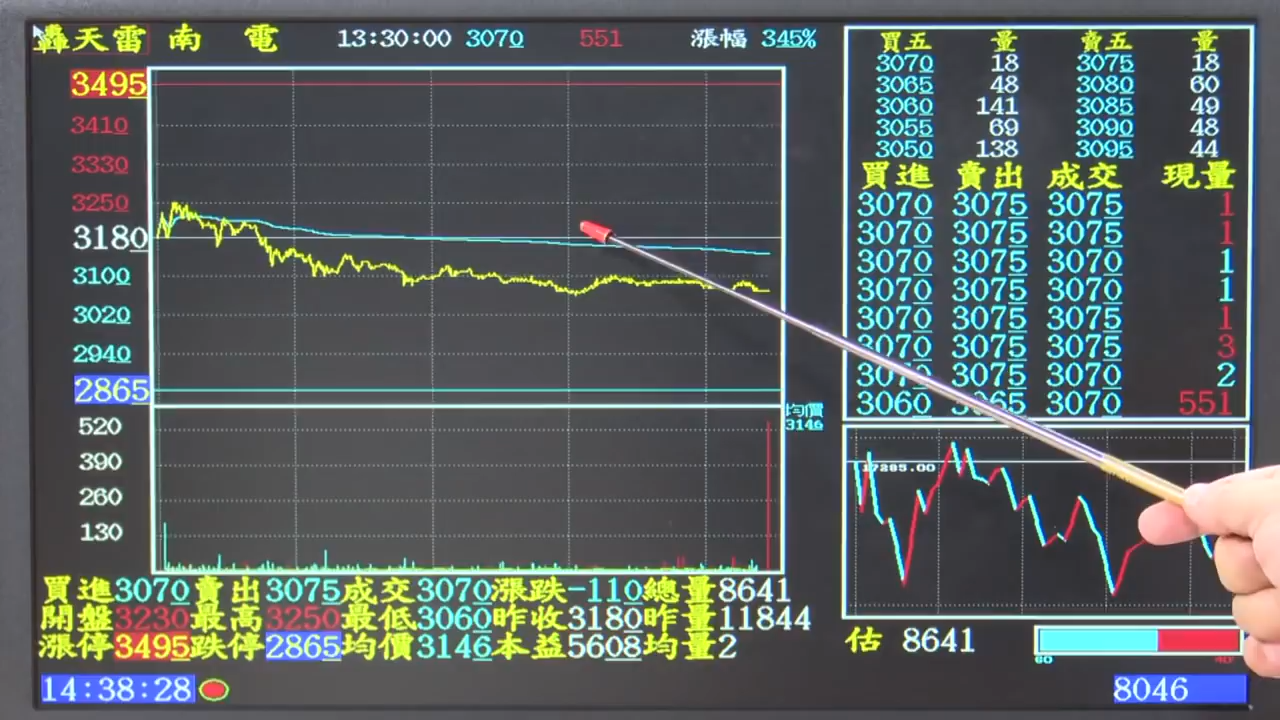 轟天雷 南 電 13:30:00 3070 551 漲幅 345%
3495
3410
3330
3250
3180
3100
3020
2940
2865
520
390
260
130
均價
3146
買五 量 賣五 量
3070 18 3075 18
3065 48 3080 60
3060 141 3085 49
3055 69 3090 48
3050 138 3095 44
買進 賣出 成交 現量
3070 3075 3075 1
3070 3075 3075 1
3070 3075 3070 1
3070 3075 3070 1
3070 3075 3075 1
3070 3075 3075 3
3070 3075 3070 2
3060 3065 3070 551
17285.00
買進3070賣出3075成交3070漲跌-110總量8641
開盤3230最高3250最低3060昨收3180昨量11844
漲停3495跌停2865均價3146本益5608均量2
估 8641
60 40
14:38:28
8046